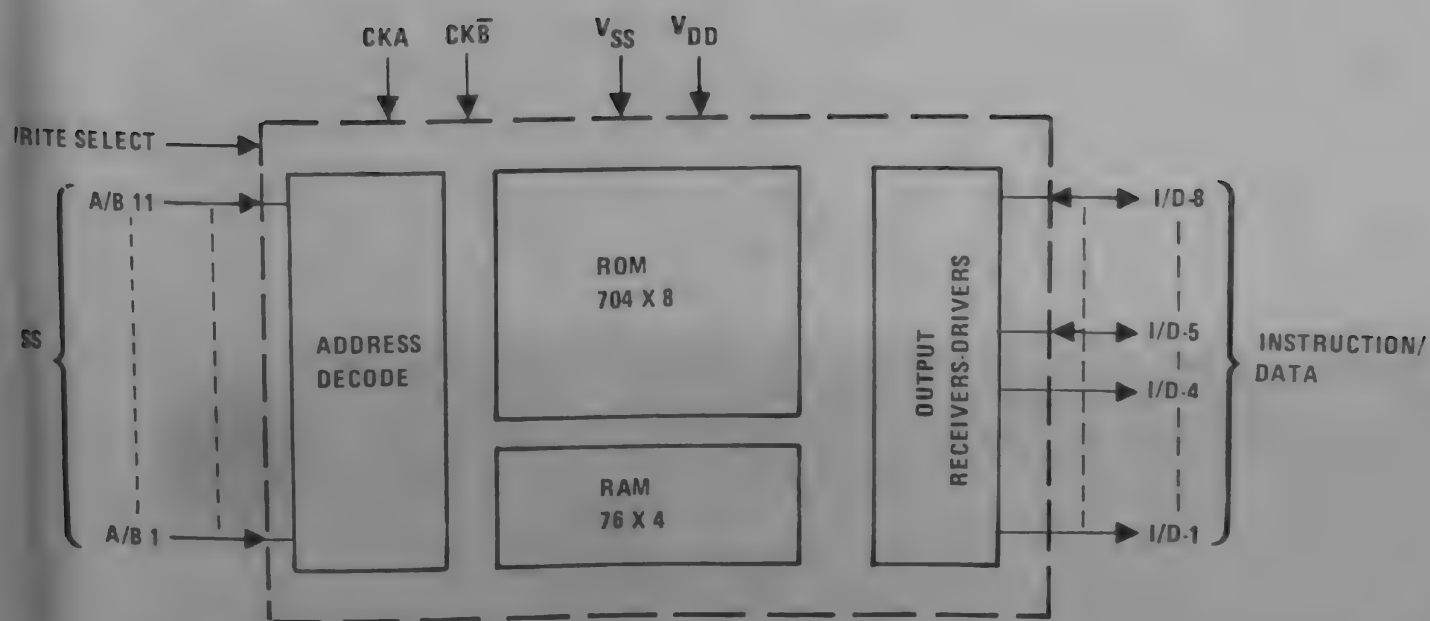 CKA
CKB̅
VSS
VDD
RITE SELECT
A/B 11
SS
A/B 1
ADDRESS
DECODE
ROM
704 X 8
RAM
76 X 4
OUTPUT
RECEIVERS-DRIVERS
I/D-8
I/D-5
I/D-4
I/D-1
INSTRUCTION/
DATA